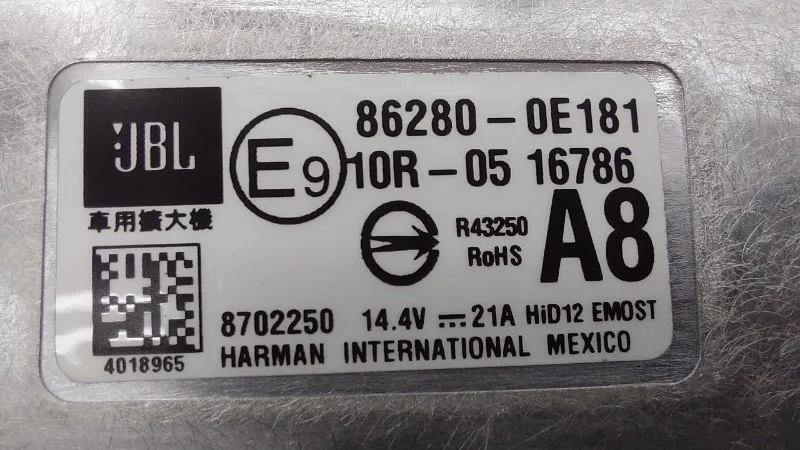 JBL
車用擴大機
E9
86280-0E181
10R-05 16786
R43250
RoHS
A8
4018965
8702250 14.4V ⎓ 21A HiD12 EMOST
HARMAN INTERNATIONAL MEXICO